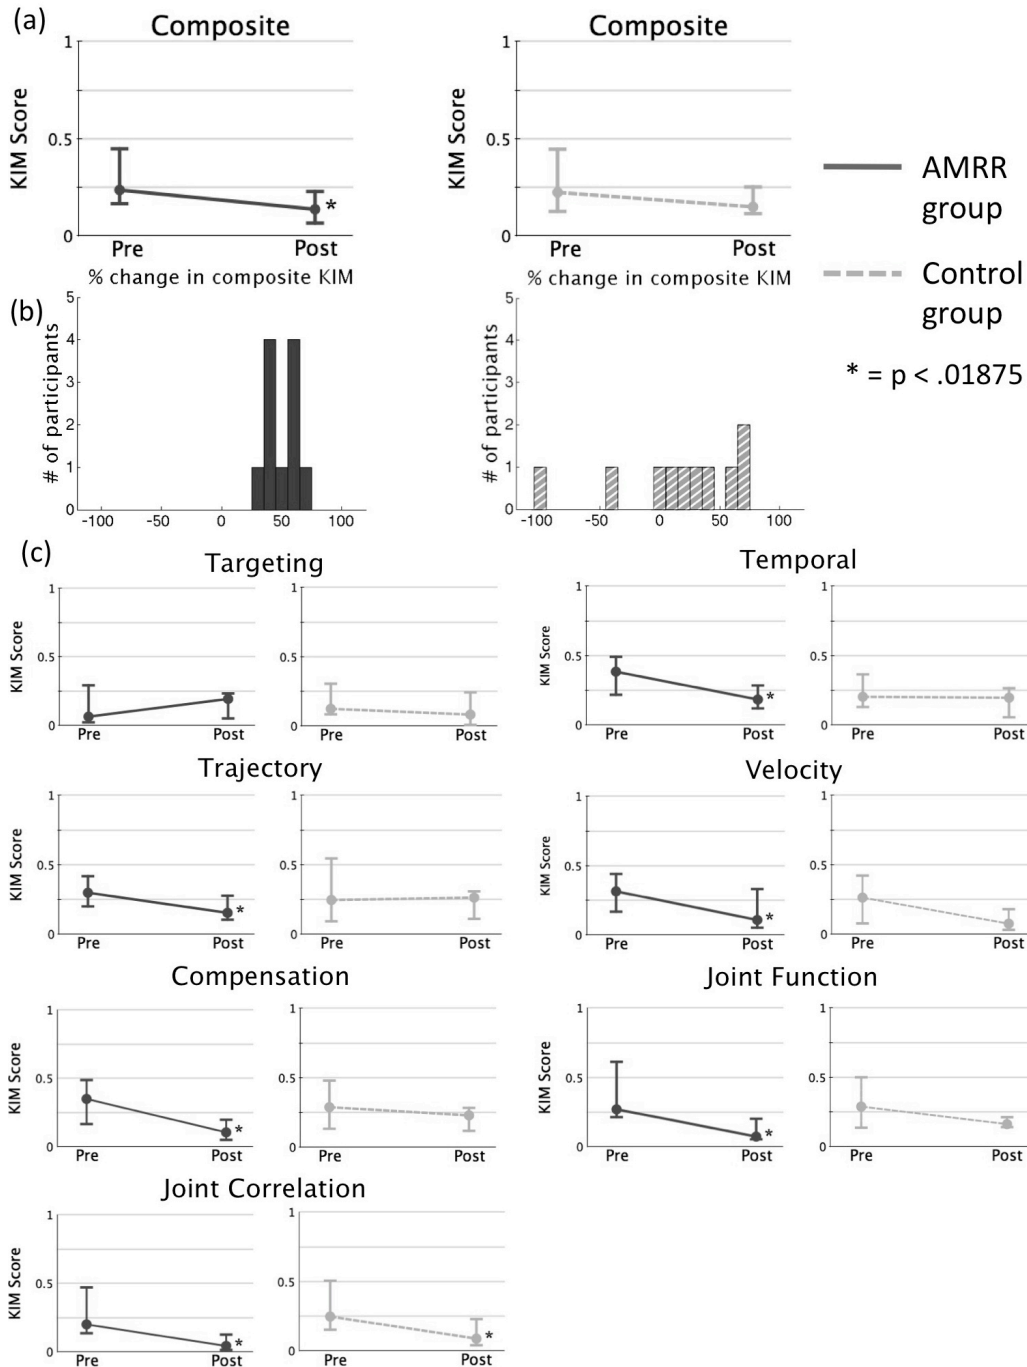 (a)
Composite
1
0.5
0
KIM Score
Pre Post
Composite
1
0.5
0
KIM Score
Pre Post
AMRR
group
Control
group
* = p < .01875
*
(b)
% change in composite KIM
5
4
3
2
1
0
# of participants
-100 -50 0 50 100
% change in composite KIM
5
4
3
2
1
0
# of participants
-100 -50 0 50 100
(c)
Targeting
1
0.5
0
KIM Score
Pre Post
1
0.5
0
Pre Post
Temporal
1
0.5
0
KIM Score
Pre Post
*
1
0.5
0
Pre Post
Trajectory
1
0.5
0
KIM Score
Pre Post
*
1
0.5
0
Pre Post
Velocity
1
0.5
0
KIM Score
Pre Post
*
1
0.5
0
Pre Post
Compensation
1
0.5
0
KIM Score
Pre Post
*
1
0.5
0
Pre Post
Joint Function
1
0.5
0
KIM Score
Pre Post
*
1
0.5
0
Pre Post
Joint Correlation
1
0.5
0
KIM Score
Pre Post
*
1
0.5
0
Pre Post
*